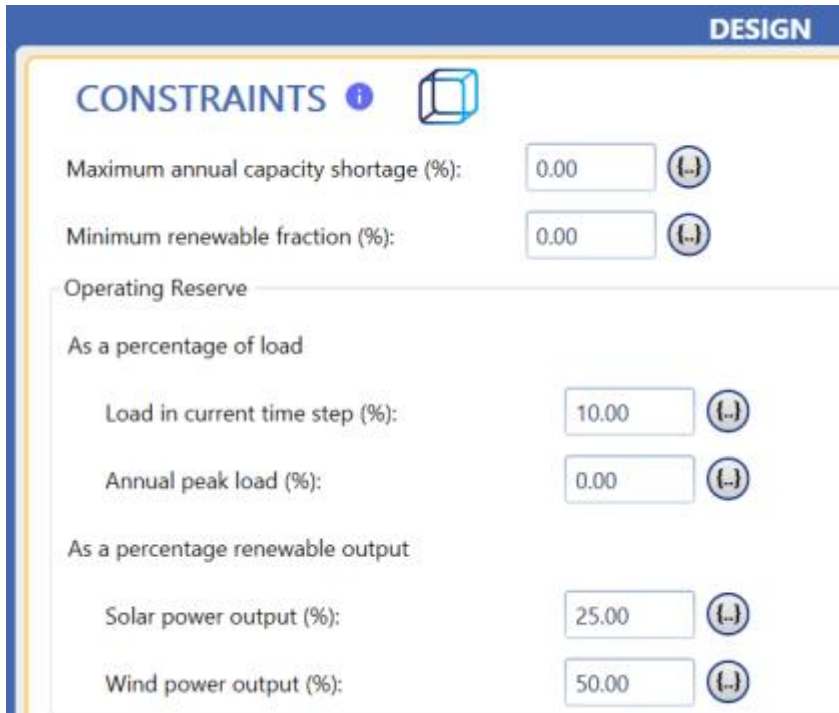 DESIGN
CONSTRAINTS i
Maximum annual capacity shortage (%): 0.00 {..}
Minimum renewable fraction (%): 0.00 {..}
Operating Reserve
As a percentage of load
Load in current time step (%): 10.00 {..}
Annual peak load (%): 0.00 {..}
As a percentage renewable output
Solar power output (%): 25.00 {..}
Wind power output (%): 50.00 {..}